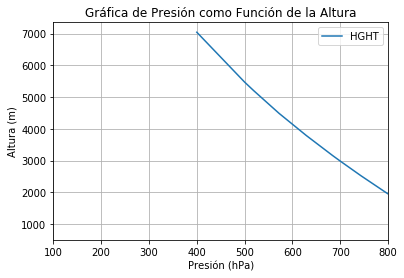 Gráfica de Presión como Función de la Altura
HGHT
Altura (m)
7000
6000
5000
4000
3000
2000
1000
100 200 300 400 500 600 700 800
Presión (hPa)